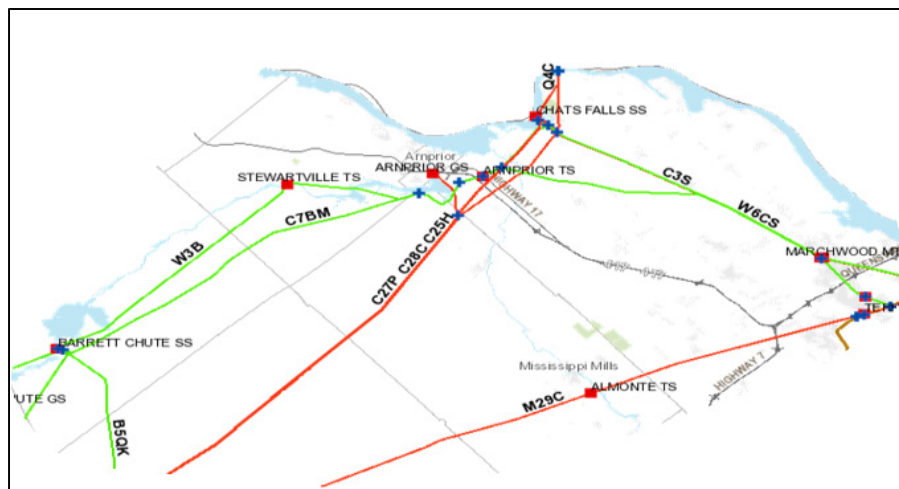 Q4C
CHATS FALLS SS
Arnprior
ARNPRIOR GS
ARNPRIOR TS
STEWARTVILLE TS
HIGHWAY 17
C3S
C7BM
W6CS
W3B
C27P C28C C25H
MARCHWOOD M
QUEENS
BARRETT CHUTE SS
HIGHWAY 7
Mississippi Mills
ALMONTE TS
UTE GS
M29C
B5QK